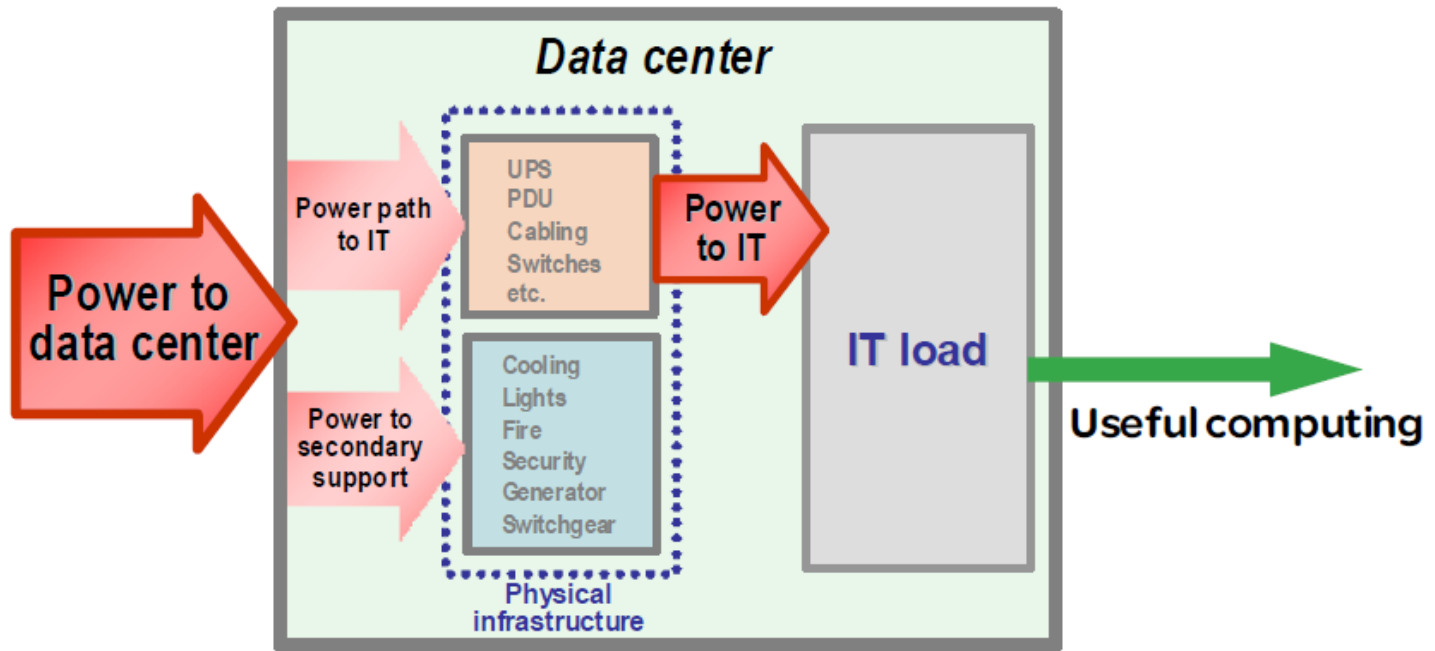 Data center
Power to
data center
Power path
to IT
UPS
PDU
Cabling
Switches
etc.
Power
to IT
Power to
secondary
support
Cooling
Lights
Fire
Security
Generator
Switchgear
Physical
infrastructure
IT load
Useful computing